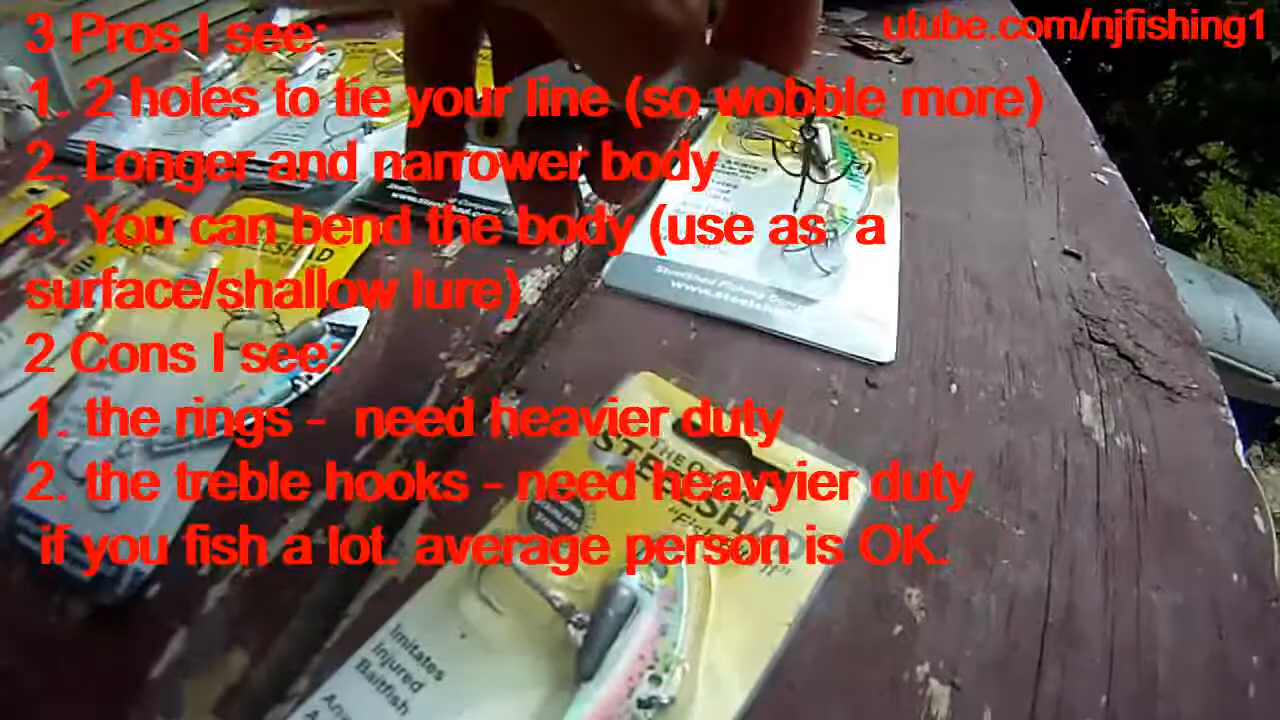 utube.com/njfishing1
3 Pros I see:
1. 2 holes to tie your line (so wobble more)
2. Longer and narrower body
3. You can bend the body (use as  a
surface/shallow lure)
2 Cons I see:
1. the rings -  need heavier duty
2. the treble hooks - need heavyier duty
if you fish a lot. average person is OK.
THE
STEELSHAD
Imitates
Injured
Baitfish